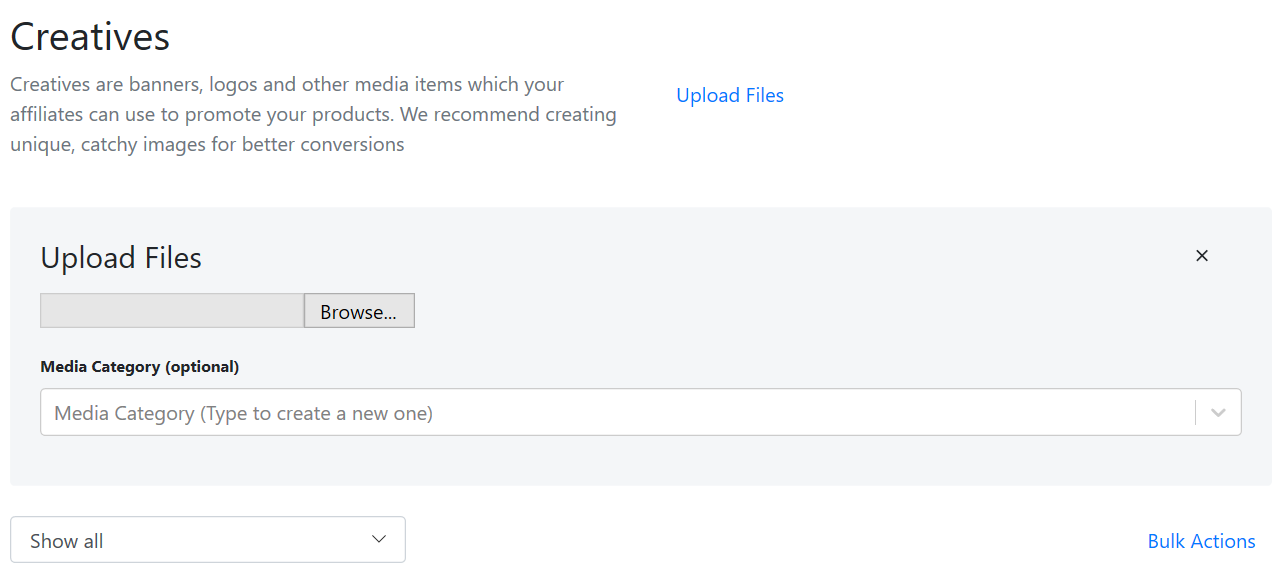 Creatives
Creatives are banners, logos and other media items which your
affiliates can use to promote your products. We recommend creating
unique, catchy images for better conversions
Upload Files
Upload Files
Browse...
Media Category (optional)
Media Category (Type to create a new one)
Show all
Bulk Actions